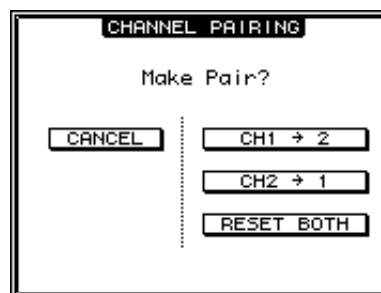 CHANNEL PAIRING
Make Pair?
CANCEL
CH1 → 2
CH2 → 1
RESET BOTH